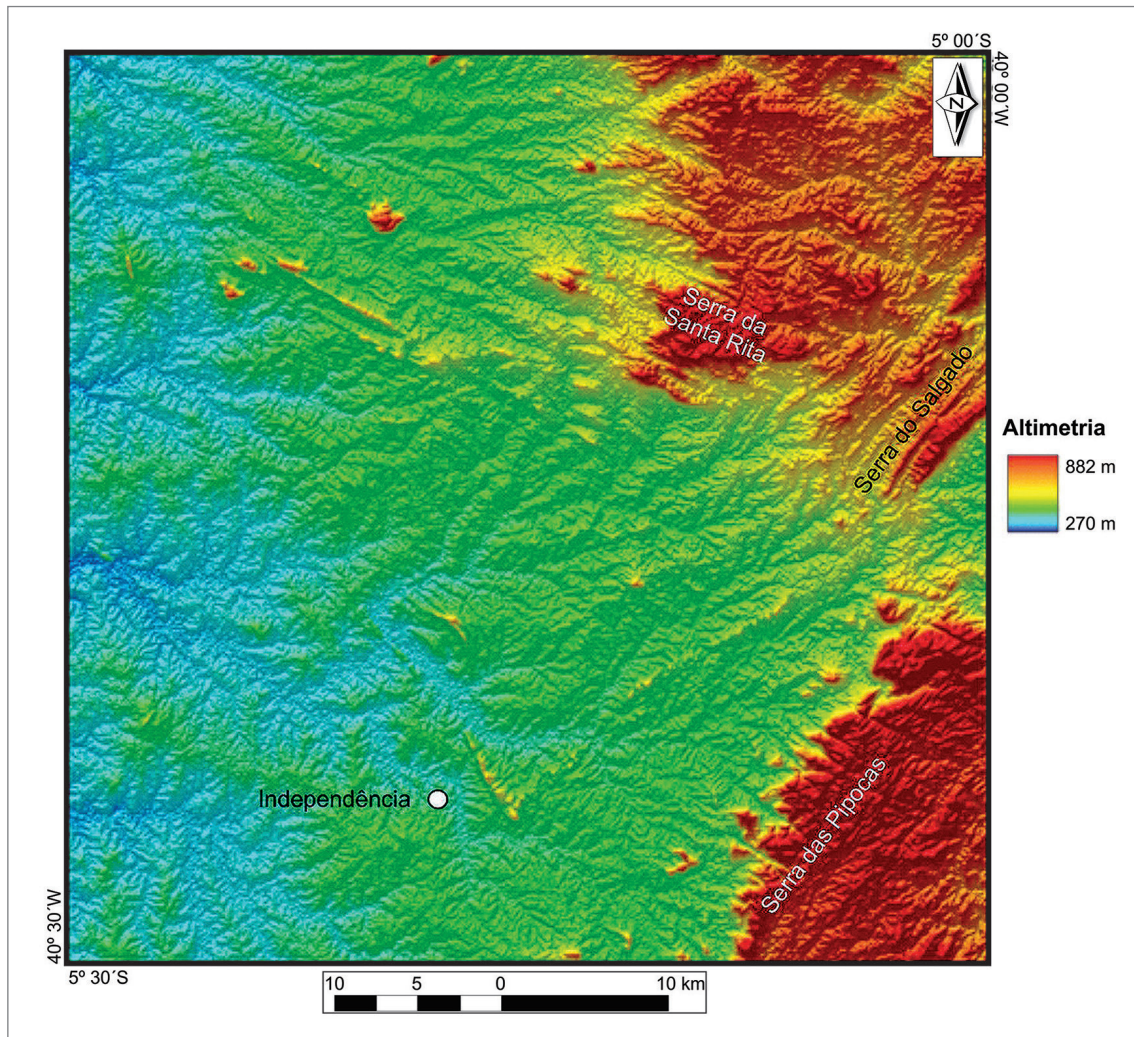 5º 00´S
40º 00´W
N
Serra da
Santa Rita
Serra do Salgado
Altimetria
882 m
270 m
Independência
Serra das Pipocas
40º 30´W
5º 30´S
10 5 0 10 km